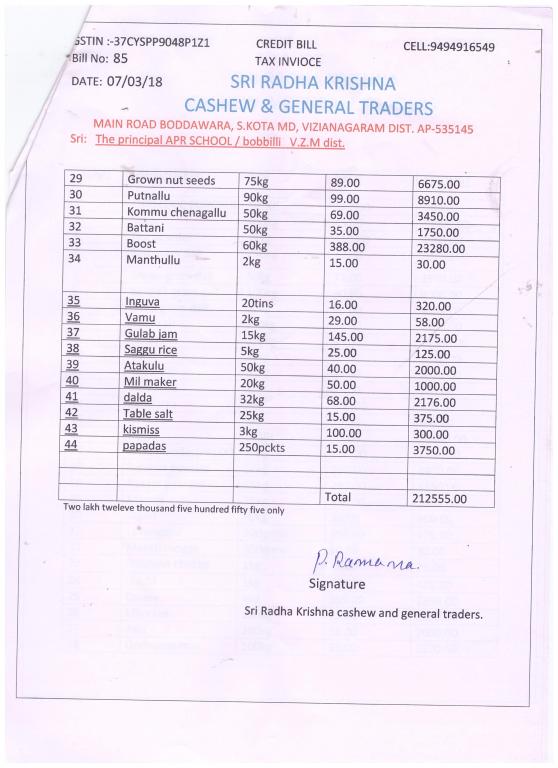 GSTIN :-37CYSPP9048P1Z1 CREDIT BILL CELL:9494916549
Bill No: 85 TAX INVIOCE
DATE: 07/03/18 SRI RADHA KRISHNA
CASHEW & GENERAL TRADERS
MAIN ROAD BODDAWARA, S.KOTA MD, VIZIANAGARAM DIST. AP-535145
Sri: The principal APR SCHOOL / bobbilli V.Z.M dist.
29 Grown nut seeds 75kg 89.00 6675.00
30 Putnallu 90kg 99.00 8910.00
31 Kommu chenagallu 50kg 69.00 3450.00
32 Battani 50kg 35.00 1750.00
33 Boost 60kg 388.00 23280.00
34 Manthullu 2kg 15.00 30.00
35 Inguva 20tins 16.00 320.00
36 Vamu 2kg 29.00 58.00
37 Gulab jam 15kg 145.00 2175.00
38 Saggu rice 5kg 25.00 125.00
39 Atakulu 50kg 40.00 2000.00
40 Mil maker 20kg 50.00 1000.00
41 dalda 32kg 68.00 2176.00
42 Table salt 25kg 15.00 375.00
43 kismiss 3kg 100.00 300.00
44 papadas 250pckts 15.00 3750.00
Total 212555.00
Two lakh tweleve thousand five hundred fifty five only
P. Ramana.
Signature
Sri Radha Krishna cashew and general traders.